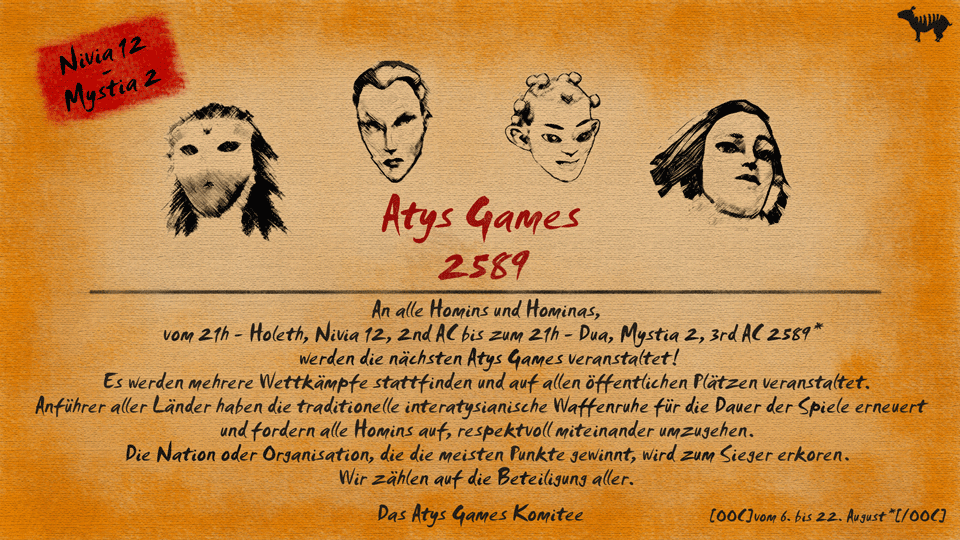 Nivia 12
-
Mystia 2
Atys Games
2589
An alle Homins und Hominas,
vom 21h - Holeth, Nivia 12, 2nd AC bis zum 21h - Dua, Mystia 2, 3rd AC 2589*
werden die nächsten Atys Games veranstaltet!
Es werden mehrere Wettkämpfe stattfinden und auf allen öffentlichen Plätzen veranstaltet.
Anführer aller Länder haben die traditionelle interatysianische Waffenruhe für die Dauer der Spiele erneuert
und fordern alle Homins auf, respektvoll miteinander umzugehen.
Die Nation oder Organisation, die die meisten Punkte gewinnt, wird zum Sieger erkoren.
Wir zählen auf die Beteiligung aller.
Das Atys Games Komitee
[OOC]vom 6. bis 22. August*[/OOC]